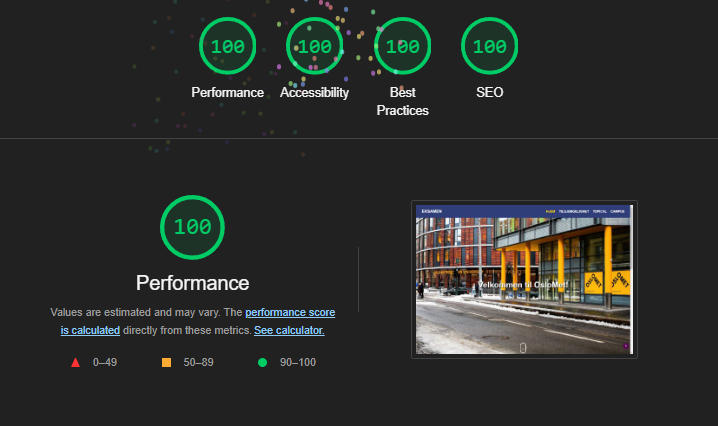 100 100 100 100
Performance Accessibility Best Practices SEO
100
Performance
Values are estimated and may vary. The performance score
is calculated directly from these metrics. See calculator.
0–49 50–89 90–100
EKSAMEN
HJEM TILGJENGELIGHET TOPICAL CAMPUS
Velkommen til OsloMet!
OSLOMET